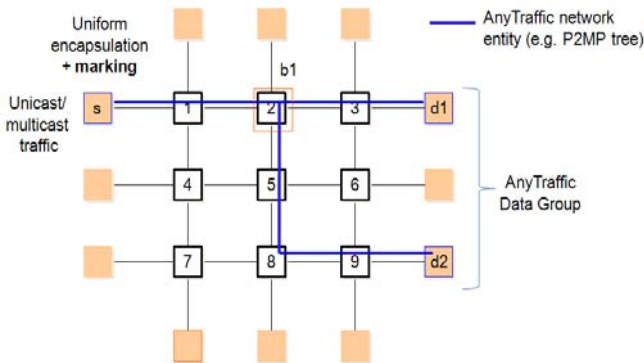 Uniform
encapsulation
+ marking
AnyTraffic network
entity (e.g. P2MP tree)
b1
Unicast/
multicast
traffic
s
1
2
3
d1
4
5
6
AnyTraffic
Data Group
7
8
9
d2